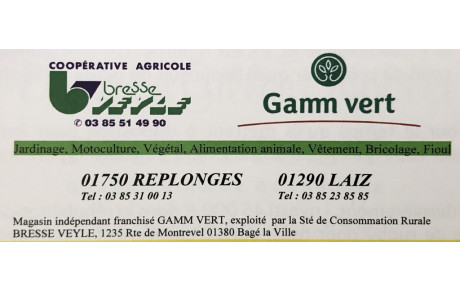 COOPÉRATIVE AGRICOLE
bresse
VEYLE
✆ 03 85 51 49 90
Gamm vert
Jardinage, Motoculture, Végétal, Alimentation animale, Vêtement, Bricolage, Fioul
01750 REPLONGES 01290 LAIZ
Tel : 03 85 31 00 13 Tel : 03 85 23 85 85
Magasin indépendant franchisé GAMM VERT, exploité par la Sté de Consommation Rurale
BRESSE VEYLE, 1235 Rte de Montrevel 01380 Bagé la Ville